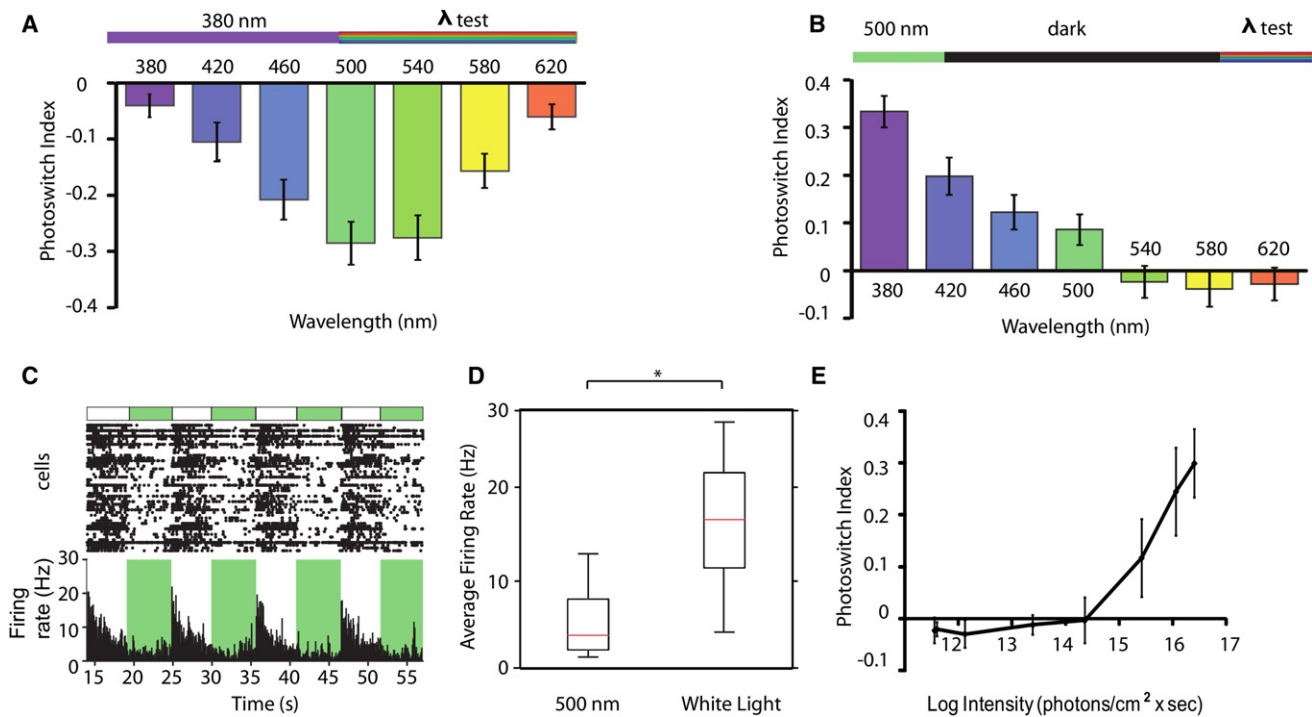 A
380 nm
λ test
380 420 460 500 540 580 620
0
-0.1
-0.2
-0.3
-0.4
Photoswitch Index
Wavelength (nm)
B
500 nm
dark
λ test
0.3
0.2
0.1
0
-0.1
Photoswitch Index
540 580 620
380 420 460 500
Wavelength (nm)
C
cells
30
20
10
0
Firing
rate (Hz)
15 20 25 30 35 40 45 50 55
Time (s)
D
*
30
20
10
0
Average Firing Rate (Hz)
500 nm
White Light
E
0.4
0.3
0.2
0.1
0
-0.1
Photoswitch Index
12 13 14 15 16 17
Log Intensity (photons/cm² x sec)